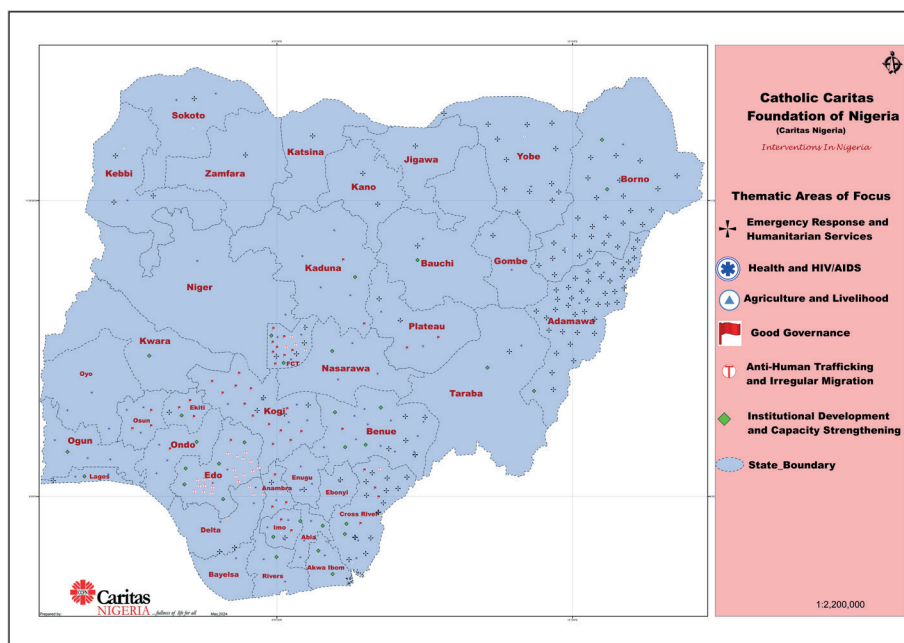 Catholic Caritas
Foundation of Nigeria
(Caritas Nigeria)
Interventions In Nigeria
Thematic Areas of Focus
Emergency Response and
Humanitarian Services
Health and HIV/AIDS
Agriculture and Livelihood
Good Governance
Anti-Human Trafficking
and Irregular Migration
Institutional Development
and Capacity Strengthening
State_Boundary
1:2,200,000
Sokoto
Katsina
Jigawa
Yobe
Kebbi
Zamfara
Kano
Borno
Kaduna
Bauchi
Gombe
Niger
Adamawa
Plateau
Kwara
FCT
Nasarawa
Oyo
Taraba
Ekiti
Kogi
Osun
Benue
Ogun
Ondo
Edo
Lagos
Enugu
Anambra
Ebonyi
Cross River
Delta
Imo
Abia
Bayelsa
Rivers
Akwa Ibom
Caritas
NIGERIA
...fullness of life for all
Prepared by:
May,2024